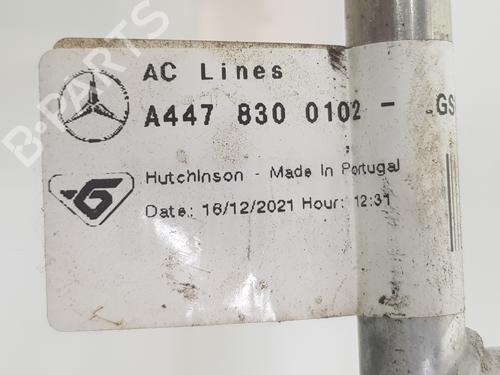 AC Lines
A447 830 0102 - .GS
Hutchinson - Made In Portugal
Date: 16/12/2021 Hour: 12:31
B-PARTS